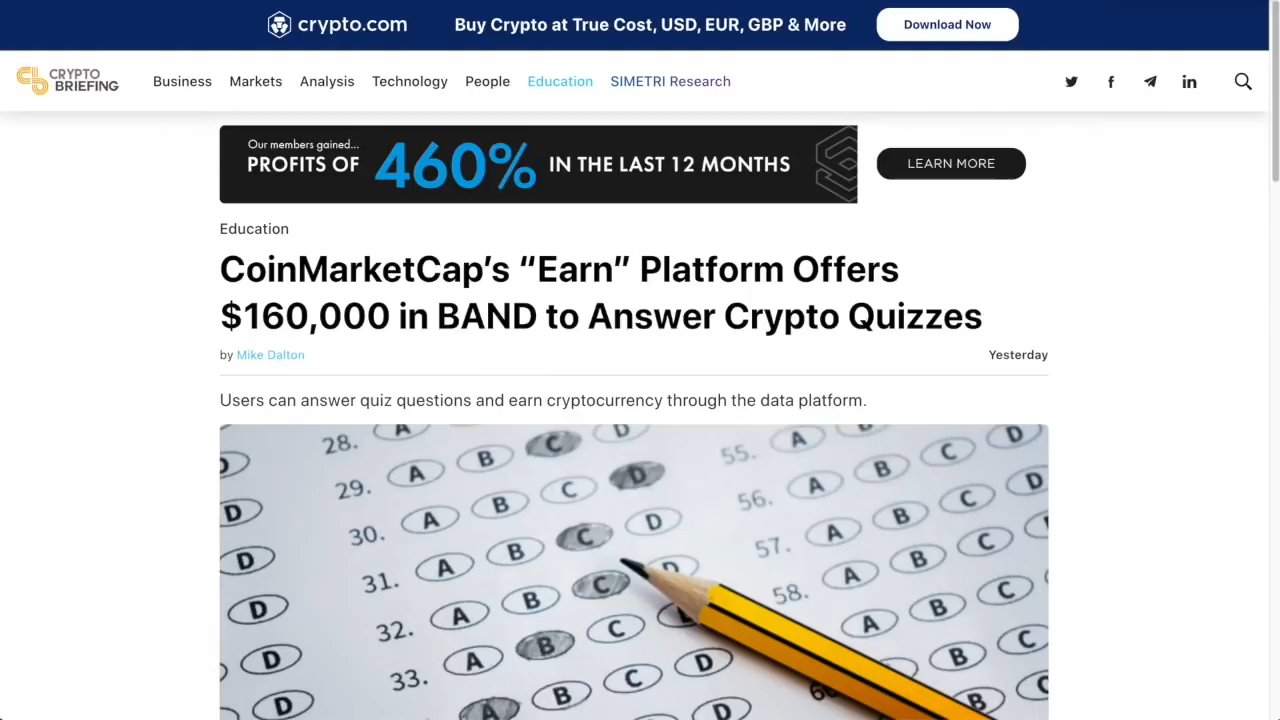 crypto.com
Buy Crypto at True Cost, USD, EUR, GBP & More
Download Now
CRYPTO
BRIEFING
Business Markets Analysis Technology People Education SIMETRI Research
Our members gained...
PROFITS OF 460% IN THE LAST 12 MONTHS
LEARN MORE
Education
CoinMarketCap's “Earn” Platform Offers
$160,000 in BAND to Answer Crypto Quizzes
by Mike Dalton
Yesterday
Users can answer quiz questions and earn cryptocurrency through the data platform.
28. A B C D
29. A B C D
30. A B C D
31. A B C D
32. A B C
33. A B C D
A B C D
55. A B C D
56. A B C D
57. A B C
58. A B C
A B C
B C
B
D
D
D
D
D
D